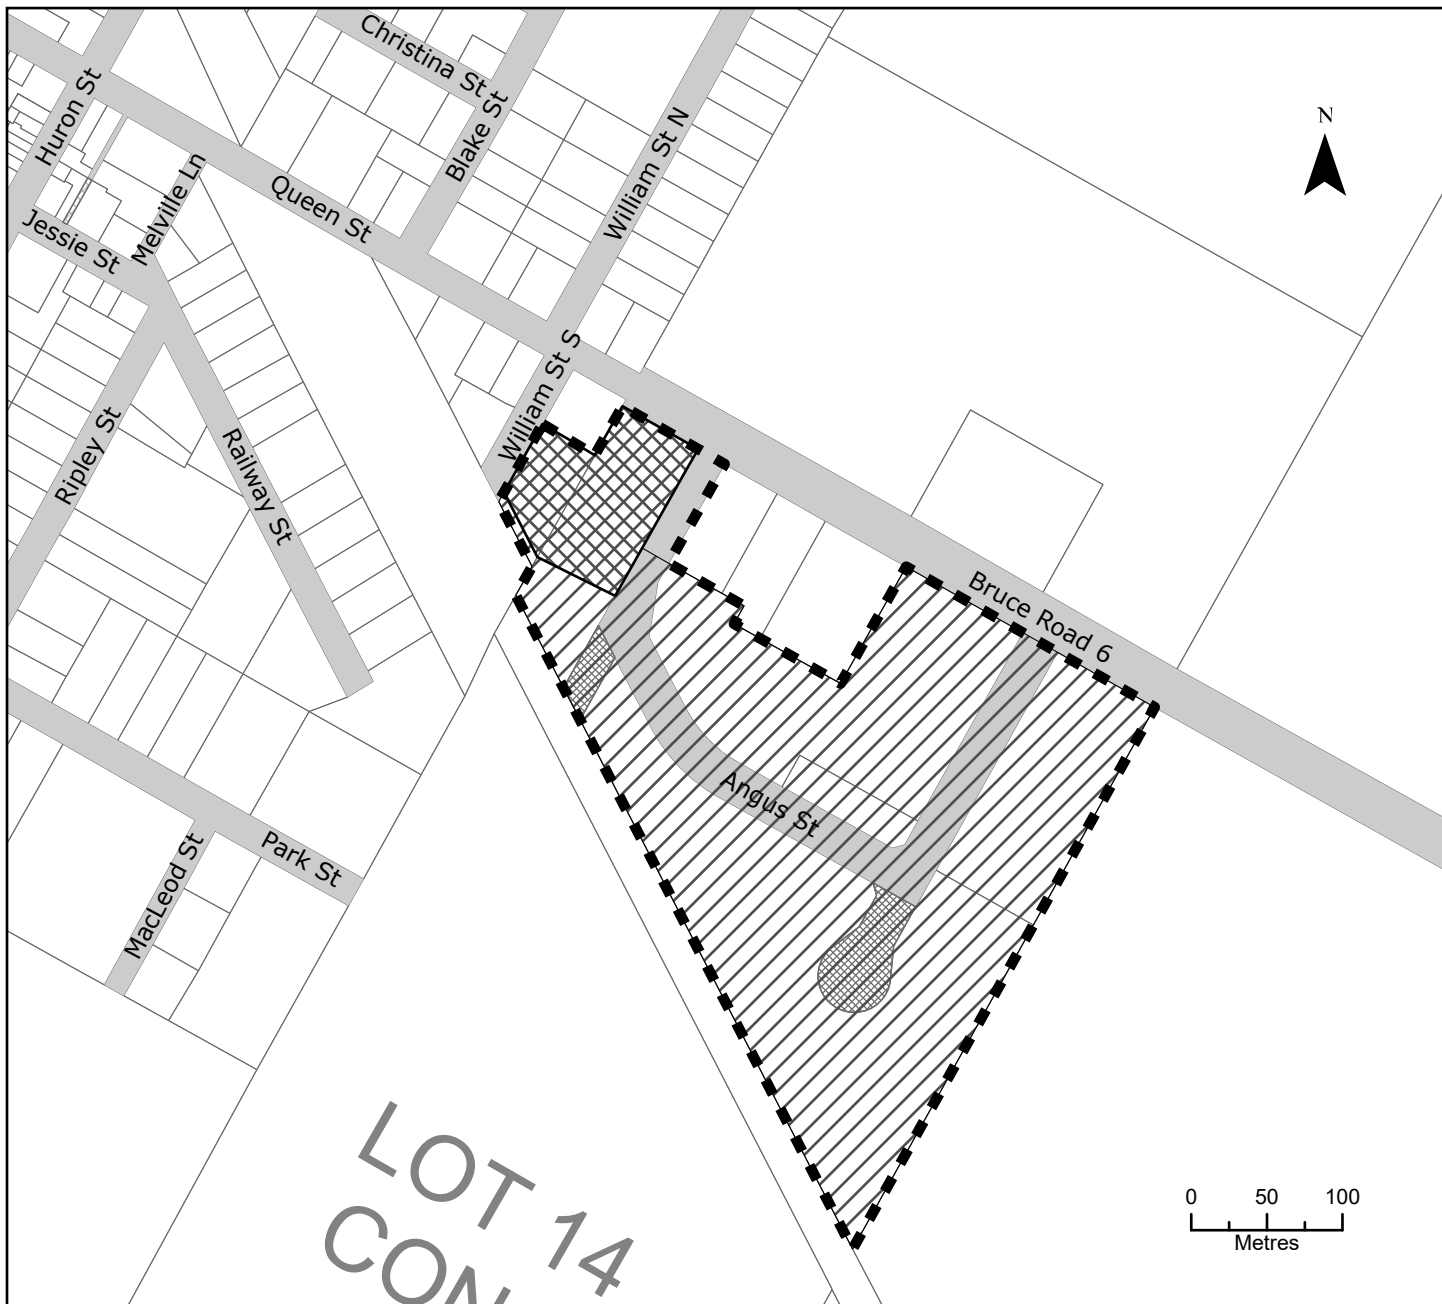 Christina St
Huron St
Blake St
William St N
N
Melville Ln
Queen St
Jessie St
William St S
Ripley St
Railway St
Bruce Road 6
Angus St
Park St
MacLeod St
LOT 14
CON
0 50 100
Metres